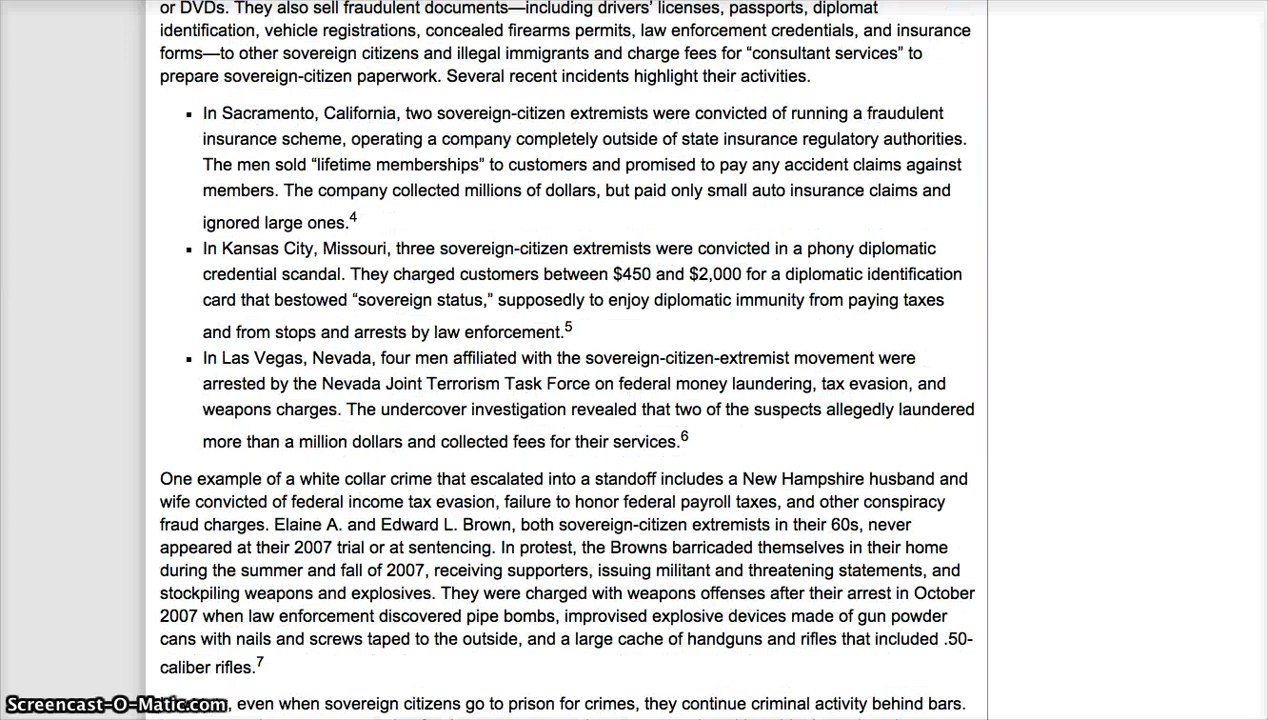 or DVDs. They also sell fraudulent documents—including drivers’ licenses, passports, diplomat
identification, vehicle registrations, concealed firearms permits, law enforcement credentials, and insurance
forms—to other sovereign citizens and illegal immigrants and charge fees for “consultant services” to
prepare sovereign-citizen paperwork. Several recent incidents highlight their activities.
▪ In Sacramento, California, two sovereign-citizen extremists were convicted of running a fraudulent
insurance scheme, operating a company completely outside of state insurance regulatory authorities.
The men sold “lifetime memberships” to customers and promised to pay any accident claims against
members. The company collected millions of dollars, but paid only small auto insurance claims and
ignored large ones.4
▪ In Kansas City, Missouri, three sovereign-citizen extremists were convicted in a phony diplomatic
credential scandal. They charged customers between $450 and $2,000 for a diplomatic identification
card that bestowed “sovereign status,” supposedly to enjoy diplomatic immunity from paying taxes
and from stops and arrests by law enforcement.5
▪ In Las Vegas, Nevada, four men affiliated with the sovereign-citizen-extremist movement were
arrested by the Nevada Joint Terrorism Task Force on federal money laundering, tax evasion, and
weapons charges. The undercover investigation revealed that two of the suspects allegedly laundered
more than a million dollars and collected fees for their services.6
One example of a white collar crime that escalated into a standoff includes a New Hampshire husband and
wife convicted of federal income tax evasion, failure to honor federal payroll taxes, and other conspiracy
fraud charges. Elaine A. and Edward L. Brown, both sovereign-citizen extremists in their 60s, never
appeared at their 2007 trial or at sentencing. In protest, the Browns barricaded themselves in their home
during the summer and fall of 2007, receiving supporters, issuing militant and threatening statements, and
stockpiling weapons and explosives. They were charged with weapons offenses after their arrest in October
2007 when law enforcement discovered pipe bombs, improvised explosive devices made of gun powder
cans with nails and screws taped to the outside, and a large cache of handguns and rifles that included .50-
caliber rifles.7
Screencast-O-Matic.com, even when sovereign citizens go to prison for crimes, they continue criminal activity behind bars.